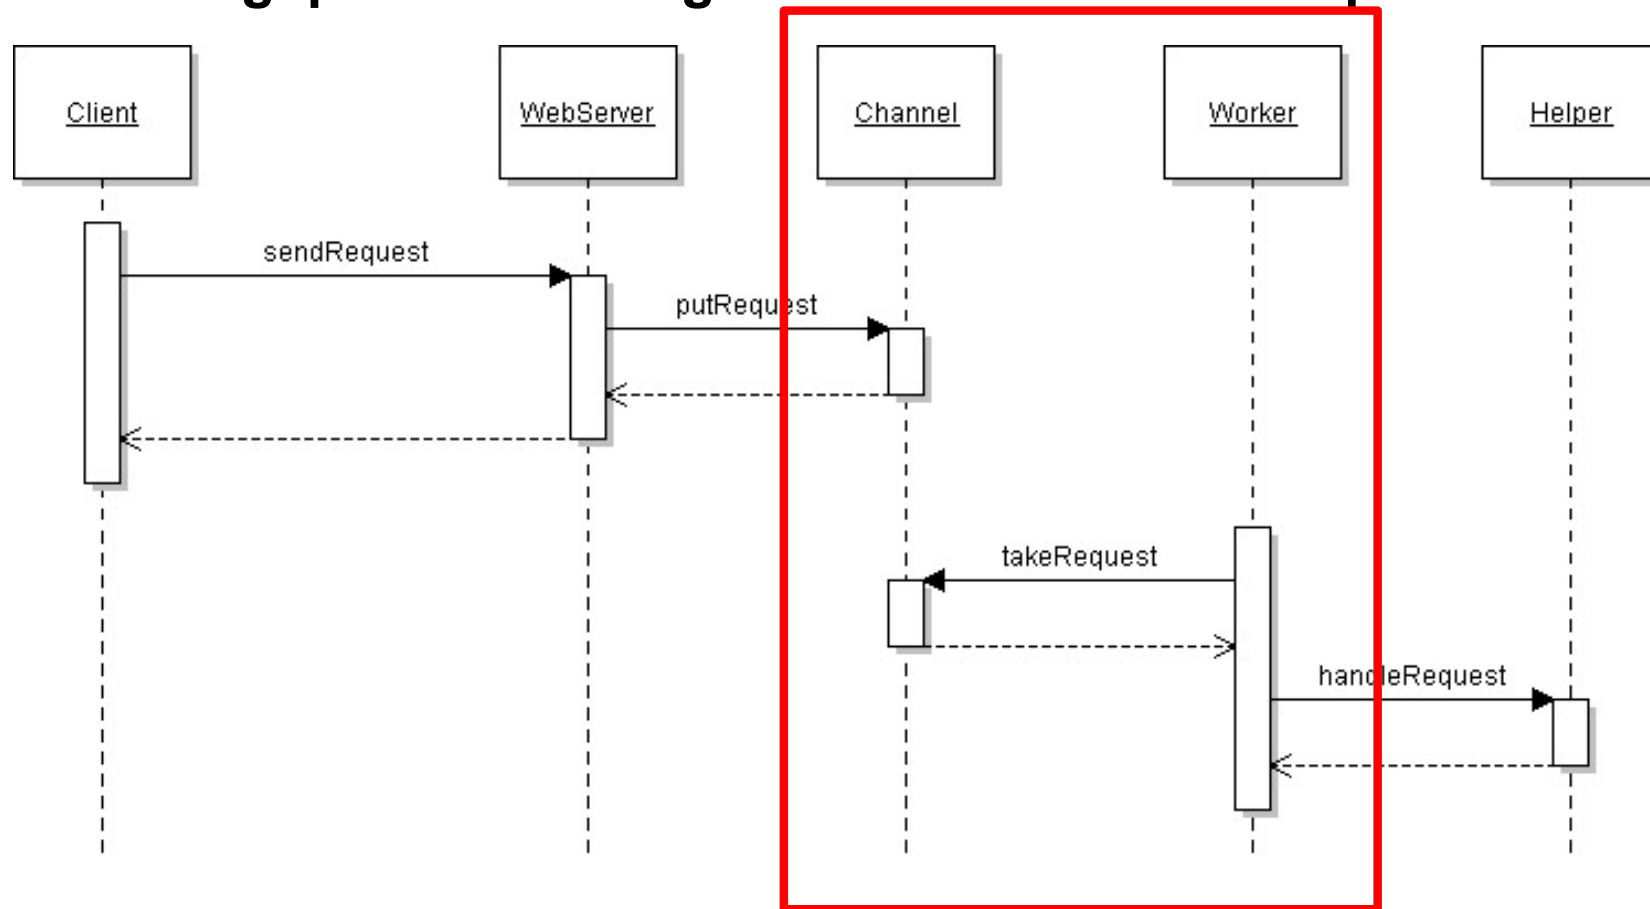 Client
WebServer
Channel
Worker
Helper
sendRequest
putRequest
takeRequest
handleRequest